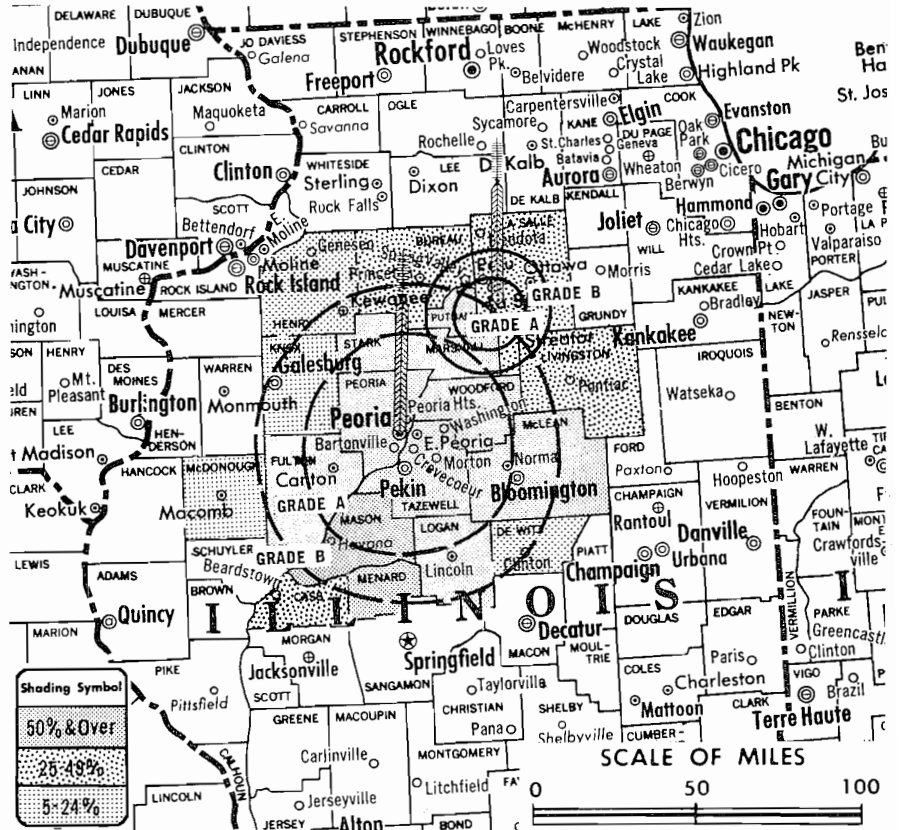 DELAWARE DUBUQUE
Independence Dubuque JO DAVIESS STEPHENSON WINNEBAGO BOONE McHENRY LAKE Zion
Galena Rockford Loves Pk. Woodstock Waukegan
ANAN Freeport Belvidere Crystal Lake Highland Pk
LINN JONES JACKSON CARROLL OGLE Carpentersville COOK St. Jos
Marion Maquoketa Savanna Sycamore KANE Elgin Evanston
Cedar Rapids Rochelle St. Charles DU PAGE Oak Park Chicago
CLINTON WHITESIDE LEE Geneva
CEDAR Clinton Sterling Dixon Batavia Wheaton Cicero Michigan City
Aurora Berwyn Gary
JOHNSON SCOTT Rock Falls DE KALB KENDALL Hammond
a City Bettendorf E. Moline LA SALLE Joliet Chicago Hts. Hobart Portage
Davenport Geneseo BUREAU WILL Crown Pt Valparaiso
MUSCATINE Moline Ottawa Morris Cedar Lake PORTER
Muscatine ROCK ISLAND Rock Island GRADE B KANKAKEE LAKE JASPER
LOUISA MERCER Kewanee GRUNDY Bradley NEWTON
HENRY GRADE A Kankakee
HENRY DES MOINES WARREN KNOX STARK MARSHALL Streator LIVINGSTON IROQUOIS
Mt. Pleasant Galesburg PEORIA WOODFORD Pontiac Watseka
Burlington Monmouth Peoria Hts. BENTON
LEE HENDERSON Peoria Washington McLEAN
t Madison Bartonville E. Peoria FORD W. Lafayette
CLARK HANCOCK McDONOUGH FULTON Crevecoeur Morton Normal Paxton Hoopeston WARREN
Canton Pekin Bloomington CHAMPAIGN VERMILION
Keokuk Macomb GRADE A TAZEWELL Rantoul FOUNTAIN
MASON LOGAN DE WITT Danville
SCHUYLER GRADE B Havana PIATT Urbana Crawfordsville
LEWIS Beardstown Lincoln Clinton Champaign
ADAMS BROWN MENARD VERMILLION
CASS
Quincy ILLINOIS I
DOUGLAS EDGAR PARKE
MARION MORGAN Decatur
Jacksonville Springfield MACON MOULTRIE Clinton
PIKE COLES Paris VIGO
SCOTT SANGAMON Taylorville Charleston Brazil
Pittsfield CHRISTIAN SHELBY Mattoon CLARK Terre Haute
GREENE MACOUPIN Pana Shelbyville CUMBER-
CALHOUN Carlinville MONTGOMERY
Litchfield
LINCOLN Jerseyville
JERSEY Alton BOND
Shading Symbol
50% & Over
25-49%
5-24%
SCALE OF MILES
0 50 100